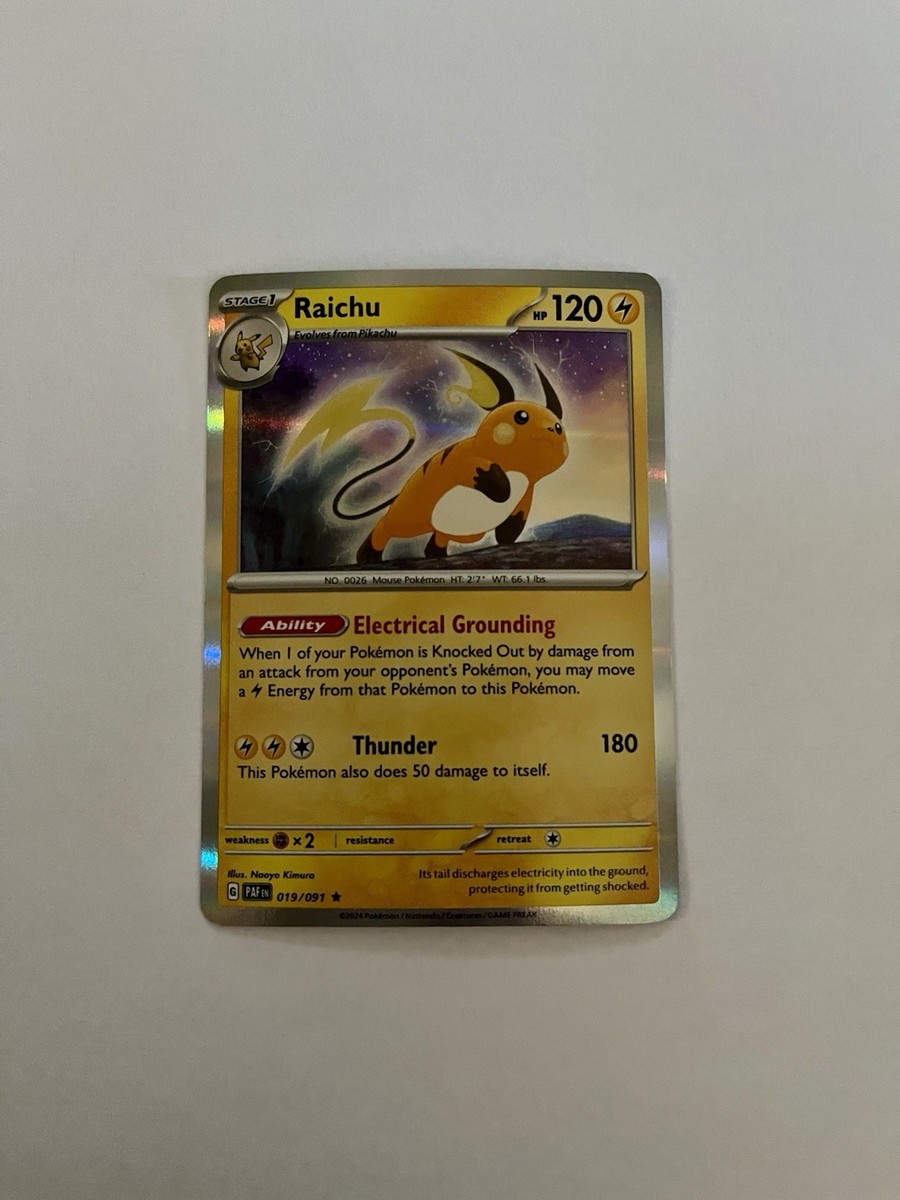 STAGE1 Raichu HP 120
Evolves from Pikachu
NO. 0026 Mouse Pokémon HT: 2'7" WT: 66.1 lbs.
Ability Electrical Grounding
When 1 of your Pokémon is Knocked Out by damage from
an attack from your opponent's Pokémon, you may move
a Energy from that Pokémon to this Pokémon.
Thunder 180
This Pokémon also does 50 damage to itself.
weakness ×2 resistance retreat
Illus. Naoyo Kimura
Its tail discharges electricity into the ground,
protecting it from getting shocked.
G PAF EN 019/091 ★
©2024 Pokémon / Nintendo / Creatures / GAME FREAK